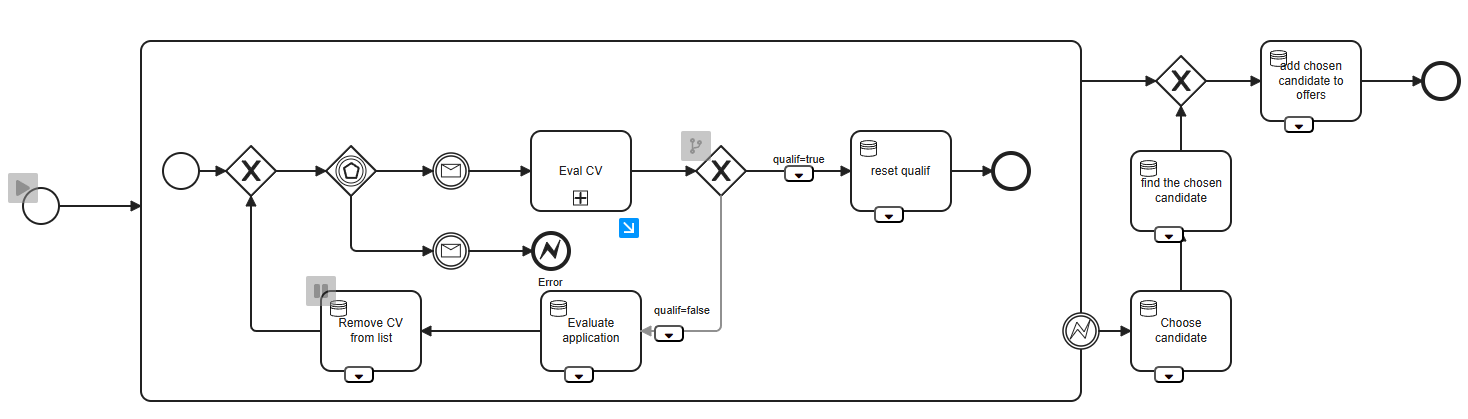 add chosen
candidate to
offers
Eval CV
qualif=true
reset qualif
find the chosen
candidate
Error
qualif=false
Remove CV
from list
Evaluate
application
Choose
candidate